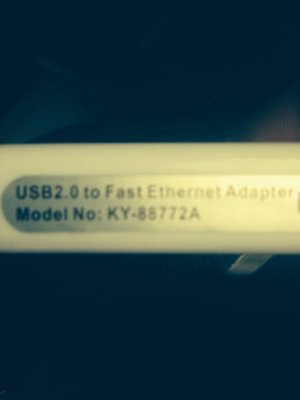 USB2.0 to Fast Ethernet Adapter
Model No: KY-88772A